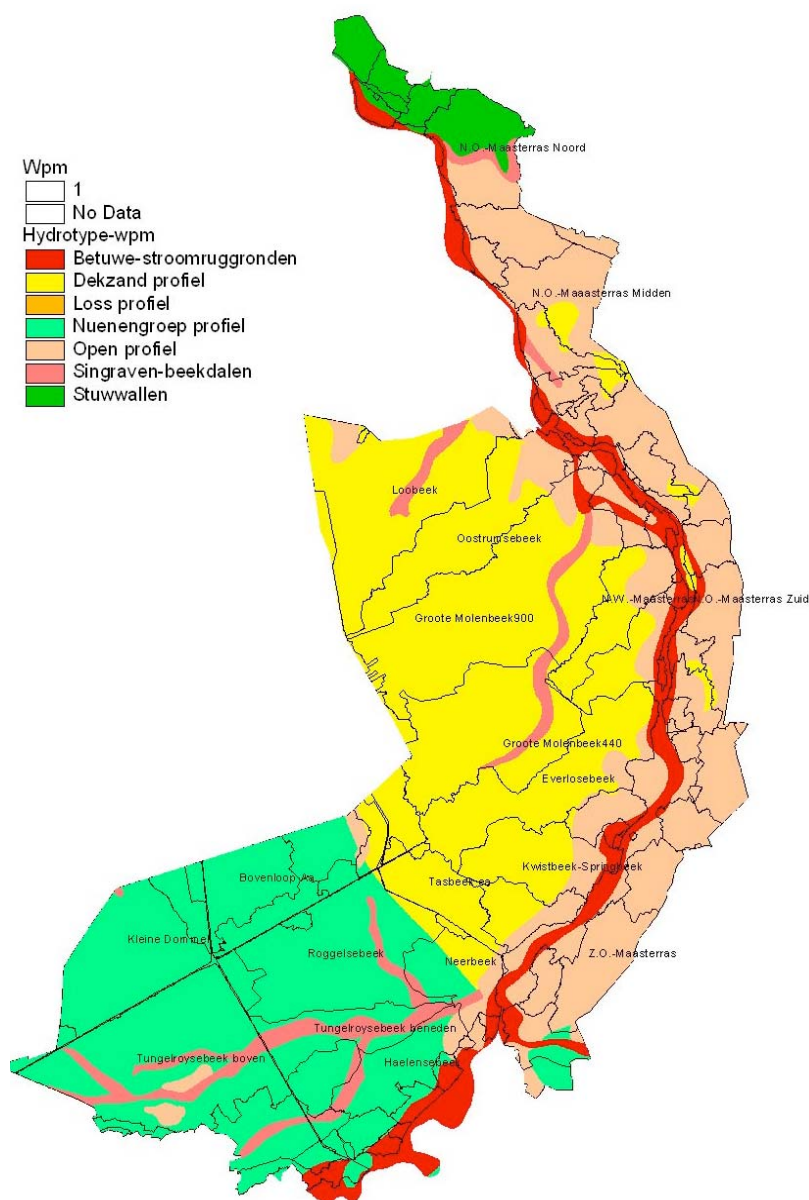 Wpm
1
No Data
Hydrotype-wpm
Betuwe-stroomruggronden
Dekzand profiel
Loss profiel
Nuenengroep profiel
Open profiel
Singraven-beekdalen
Stuwwallen
N.O.-Maasterras Noord
N.O.-Maaasterras Midden
Loobeek
Oostrumsebeek
Groote Molenbeek900
N.W.-Maasterras
.O.-Maasterras Zuid
Groote Molenbeek440
Everlosebeek
Kwistbeek-Springbeek
Bovenloop Aa
Tasbeek ea
Kleine Dommel
Roggelsebeek
Neerbeek
Z.O.-Maasterras
Tungelroysebeek beneden
Tungelroysebeek boven
Haelensebeek